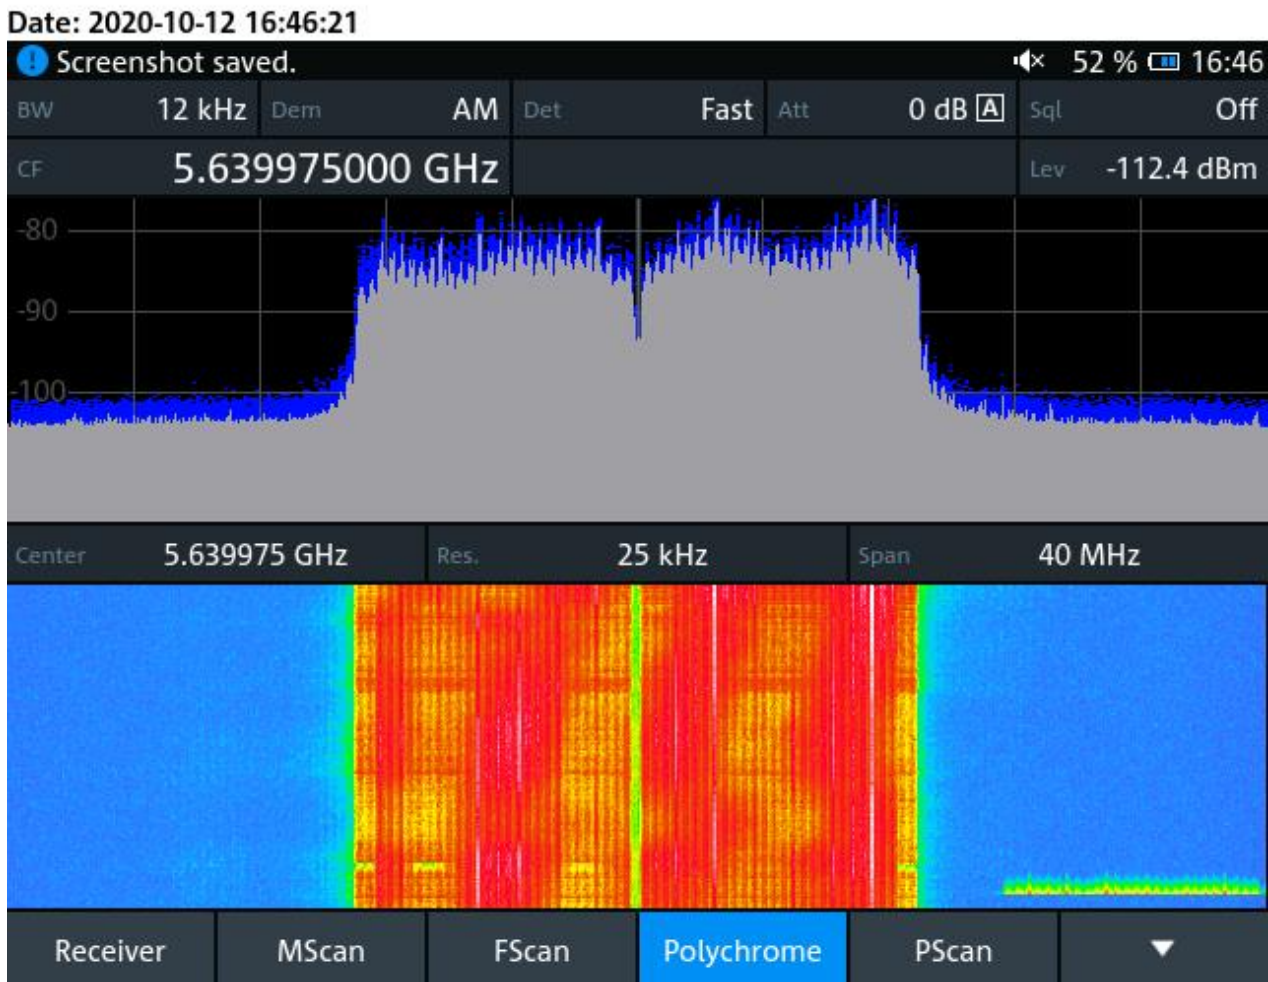 Date: 2020-10-12 16:46:21
! Screenshot saved. 52 % 16:46
BW 12 kHz Dem AM Det Fast Att 0 dB A Sql Off
CF 5.639975000 GHz Lev -112.4 dBm
-80
-90
-100
Center 5.639975 GHz Res. 25 kHz Span 40 MHz
Receiver MScan FScan Polychrome PScan